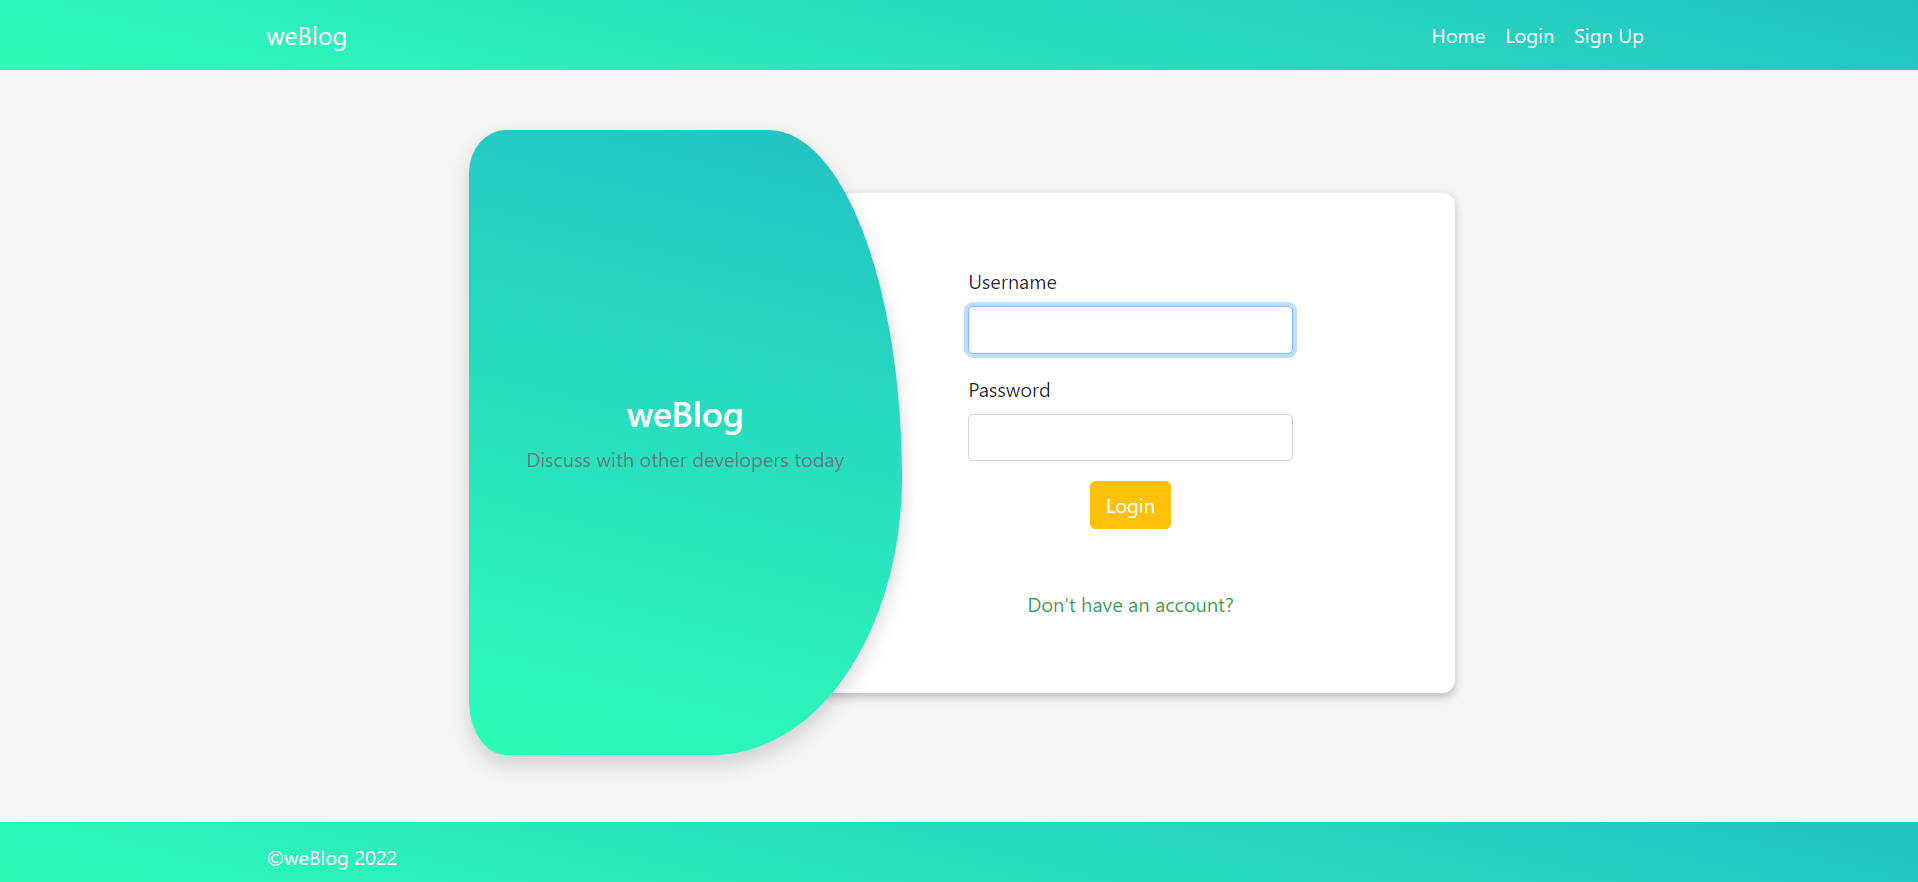 weBlog
Home Login Sign Up
weBlog
Discuss with other developers today
Username
Password
Login
Don't have an account?
©weBlog 2022